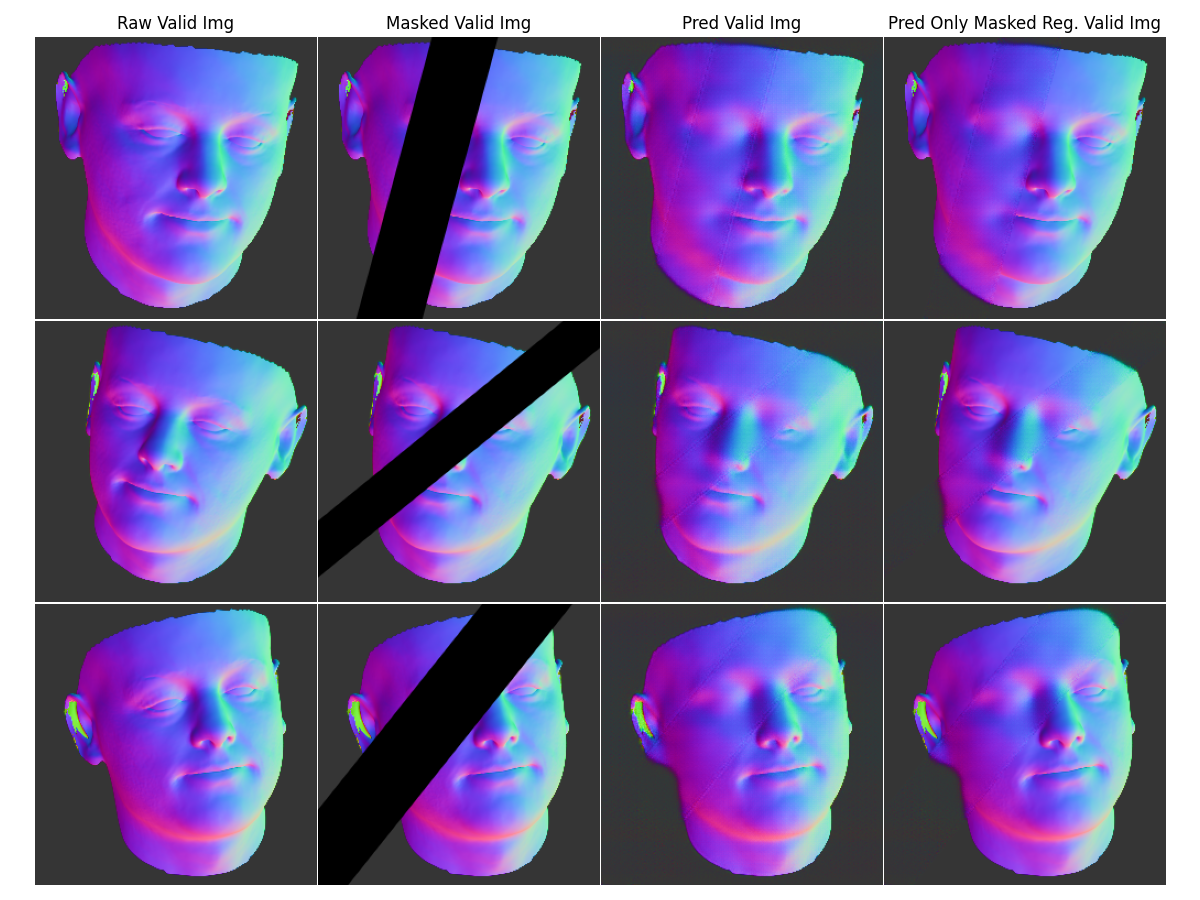 Raw Valid Img
Masked Valid Img
Pred Valid Img
Pred Only Masked Reg. Valid Img